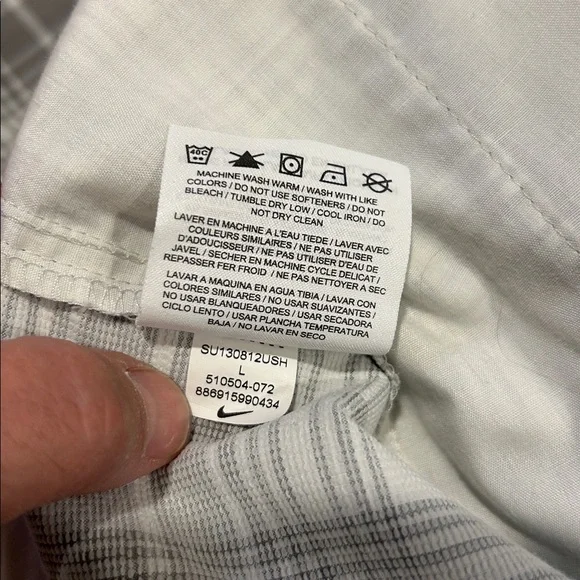 40C
MACHINE WASH WARM / WASH WITH LIKE
COLORS / DO NOT USE SOFTENERS / DO NOT
BLEACH / TUMBLE DRY LOW / COOL IRON / DO
NOT DRY CLEAN
LAVER EN MACHINE A L'EAU TIEDE / LAVER AVEC
COULEURS SIMILAIRES / NE PAS UTILISER
D'ADOUCISSEUR / NE PAS UTILISER D'EAU DE
JAVEL / SECHER EN MACHINE CYCLE DELICAT /
REPASSER FER FROID / NE PAS NETTOYER A SEC
LAVAR A MAQUINA EN AGUA TIBIA / LAVAR CON
COLORES SIMILARES / NO USAR SUAVIZANTES /
NO USAR BLANQUEADORES / USAR SECADORA
CICLO LENTO / USAR PLANCHA TEMPERATURA
BAJA / NO LAVAR EN SECO
SU130812USH
L
510504-072
886915990434